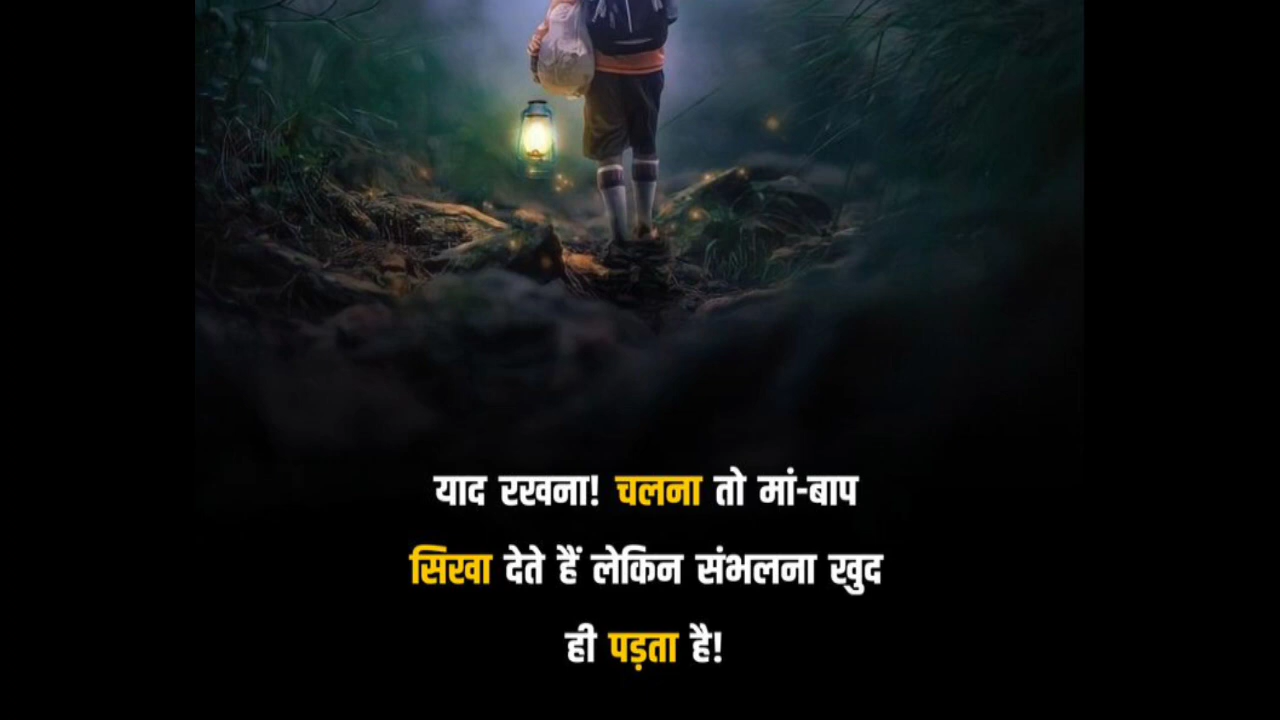 याद रखना! चलना तो मां-बाप
सिखा देते हैं लेकिन संभलना खुद
ही पड़ता है!